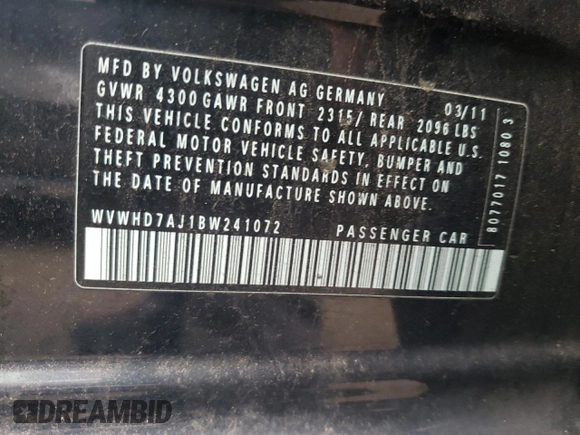 MFD BY VOLKSWAGEN AG GERMANY 03/11
GVWR 4300 GAWR FRONT 2315/ REAR 2096 LBS
THIS VEHICLE CONFORMS TO ALL APPLICABLE U.S.
FEDERAL MOTOR VEHICLE SAFETY, BUMPER AND
THEFT PREVENTION STANDARDS IN EFFECT ON
THE DATE OF MANUFACTURE SHOWN ABOVE.
WVWHD7AJ1BW241072 PASSENGER CAR
8077017 1080 3
DREAMBID